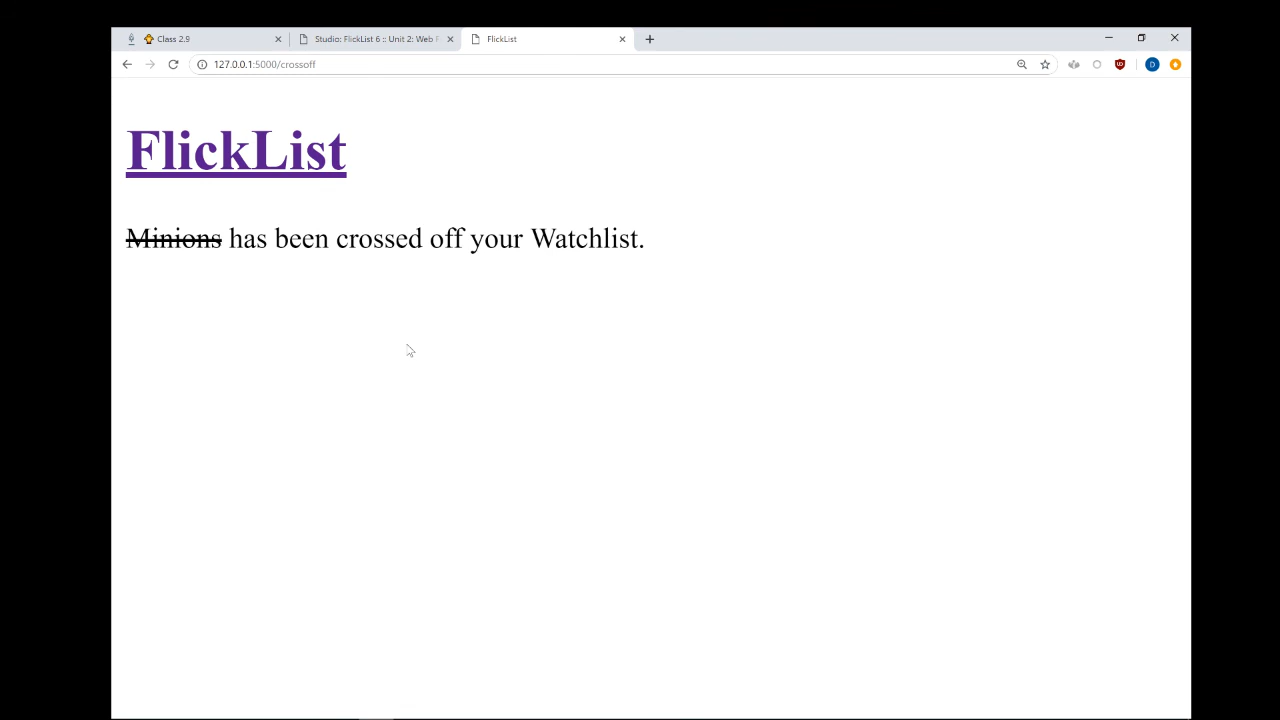 Class 2.9
Studio: FlickList 6 :: Unit 2: Web F
FlickList
127.0.0.1:5000/crossoff
D
FlickList
Minions has been crossed off your Watchlist.